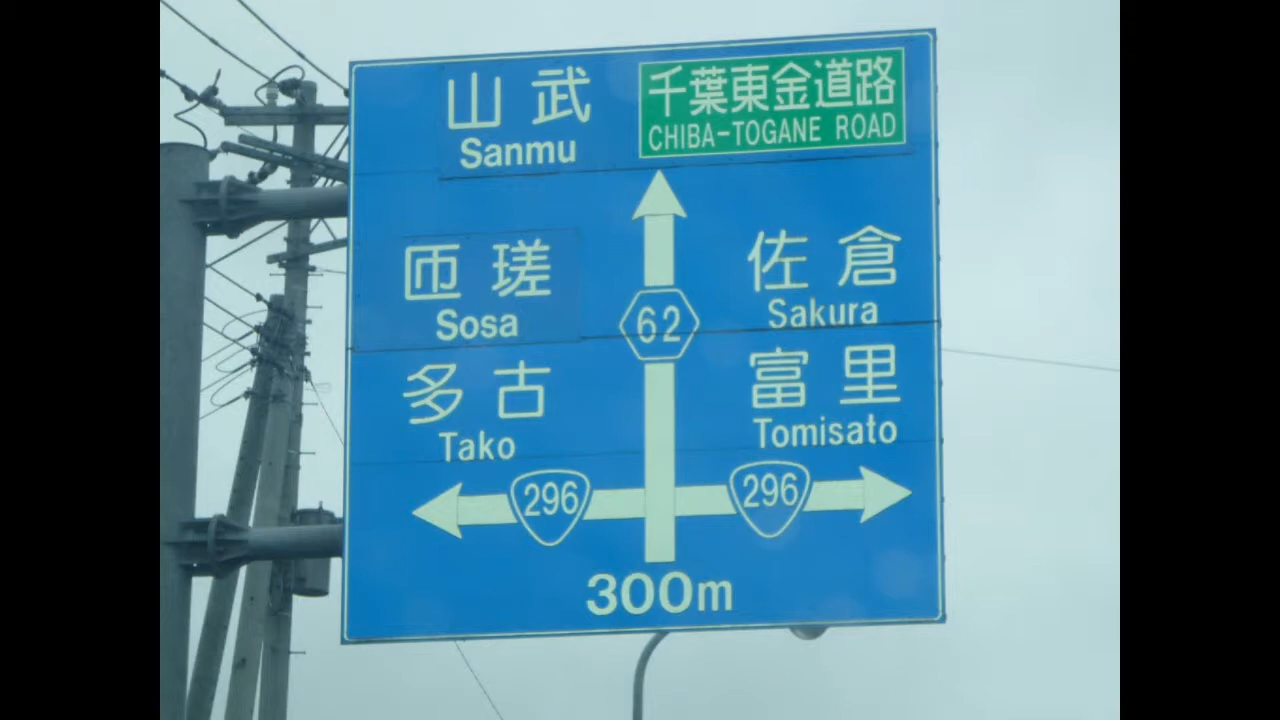 山武
Sanmu
千葉東金道路
CHIBA-TOGANE ROAD
匝瑳
Sosa
佐倉
Sakura
62
多古
Tako
富里
Tomisato
296
296
300m